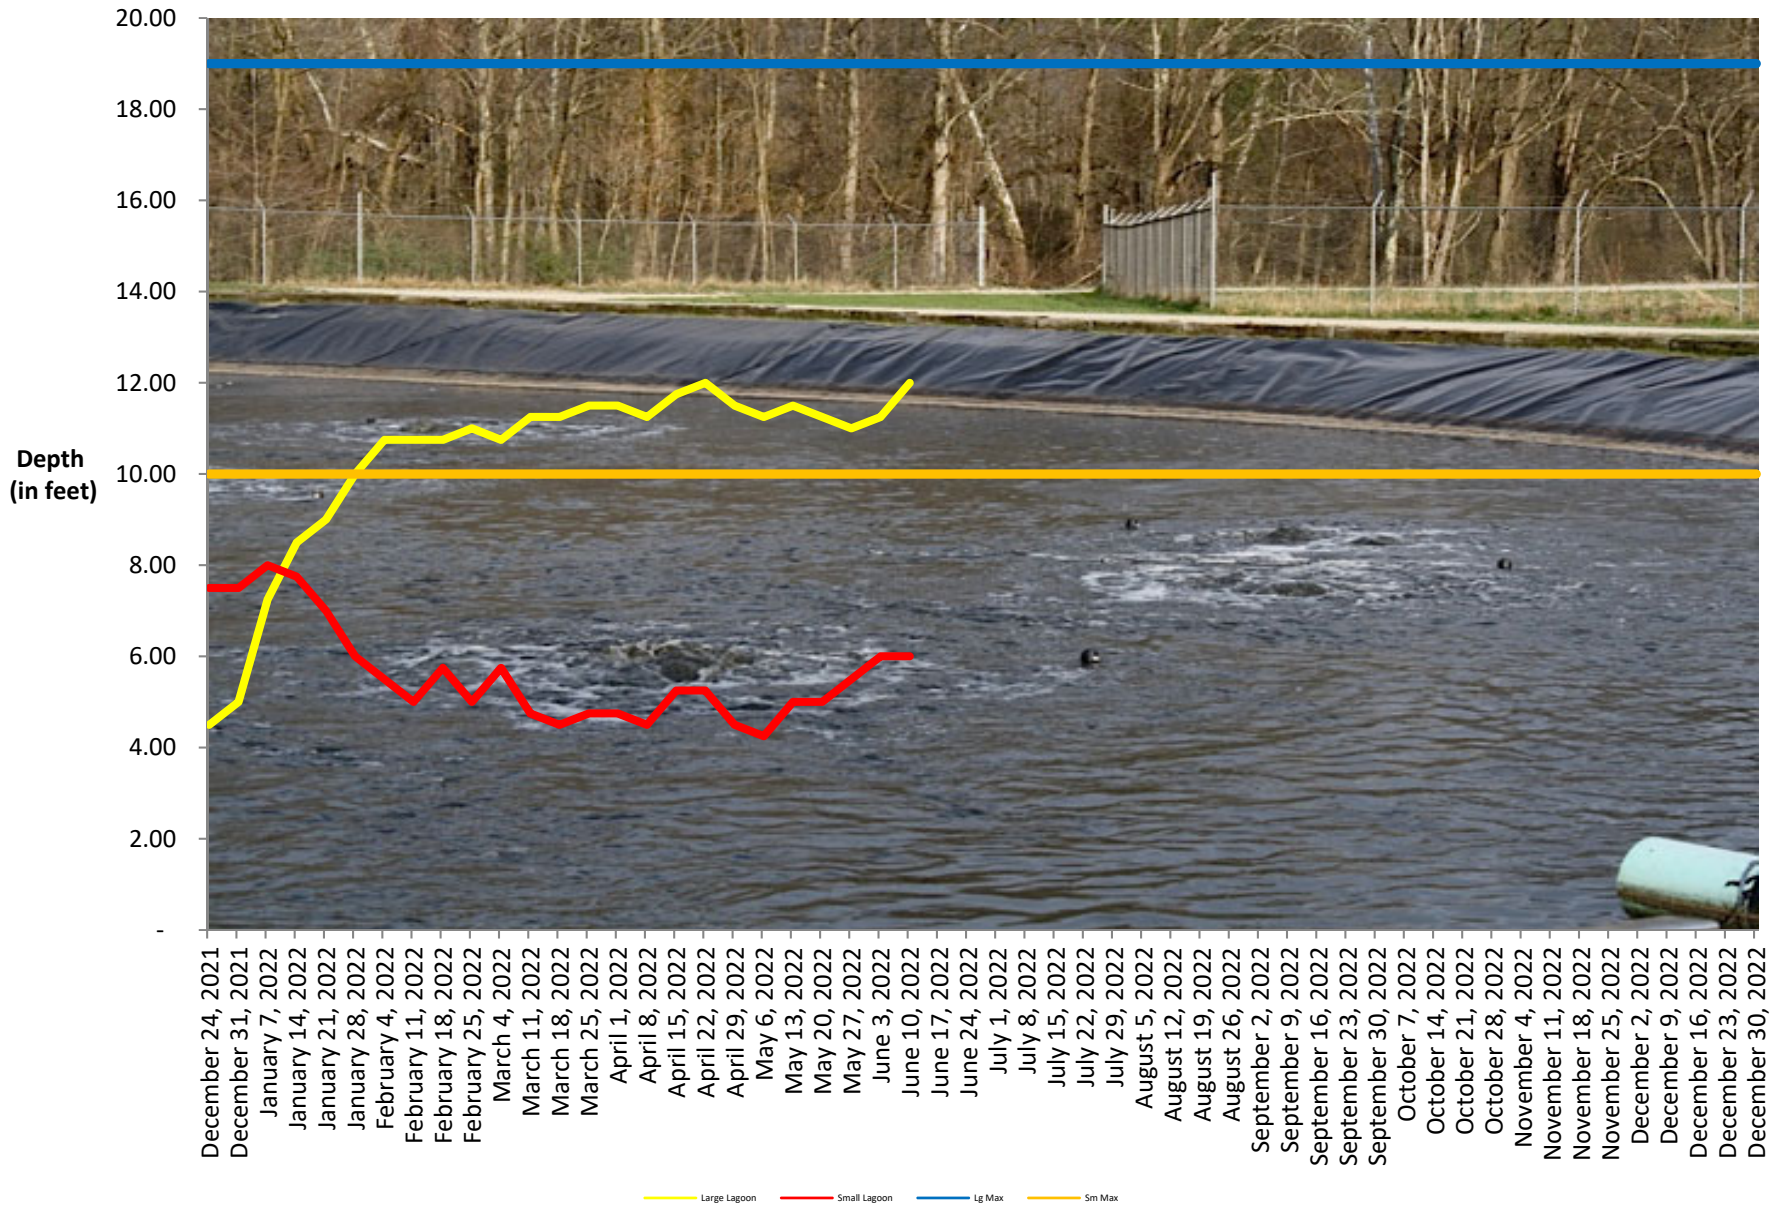 20.00
18.00
16.00
14.00
12.00
10.00
8.00
6.00
4.00
2.00
-
Depth
(in feet)
December 24, 2021
December 31, 2021
January 7, 2022
January 14, 2022
January 21, 2022
January 28, 2022
February 4, 2022
February 11, 2022
February 18, 2022
February 25, 2022
March 4, 2022
March 11, 2022
March 18, 2022
March 25, 2022
April 1, 2022
April 8, 2022
April 15, 2022
April 22, 2022
April 29, 2022
May 6, 2022
May 13, 2022
May 20, 2022
May 27, 2022
June 3, 2022
June 10, 2022
June 17, 2022
June 24, 2022
July 1, 2022
July 8, 2022
July 15, 2022
July 22, 2022
July 29, 2022
August 5, 2022
August 12, 2022
August 19, 2022
August 26, 2022
September 2, 2022
September 9, 2022
September 16, 2022
September 23, 2022
September 30, 2022
October 7, 2022
October 14, 2022
October 21, 2022
October 28, 2022
November 4, 2022
November 11, 2022
November 18, 2022
November 25, 2022
December 2, 2022
December 9, 2022
December 16, 2022
December 23, 2022
December 30, 2022
Large Lagoon
Small Lagoon
Lg Max
Sm Max